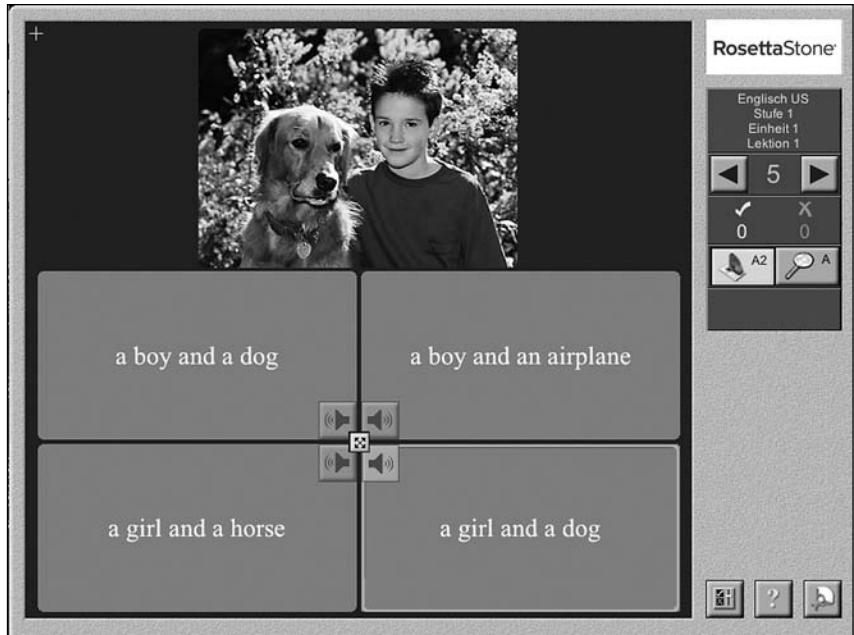 RosettaStone
Englisch US
Stufe 1
Einheit 1
Lektion 1
5
0 0
A2 A
a boy and a dog
a boy and an airplane
a girl and a horse
a girl and a dog
?